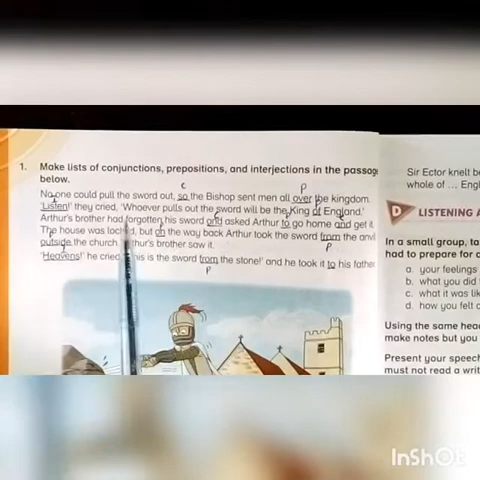 1. Make lists of conjunctions, prepositions, and interjections in the passag
below.
c p
No one could pull the sword out, so the Bishop sent men all over the kingdom.
'Listen!' they cried, 'Whoever pulls out the sword will be the King of England.'
Arthur's brother had forgotten his sword and asked Arthur to go home and get it.
The house was locked, but on the way back Arthur took the sword from the anvi
outside the church. Arthur's brother saw it.
'Heavens!' he cried, 'This is the sword from the stone!' and he took it to his fathe
p
Sir Ector knelt b
whole of ... Engl
D LISTENING A
In a small group, ta
had to prepare for a
a. your feelings
b. what you did
c. what it was lik
d. how you felt o
Using the same head
make notes but you
Present your speech
must not read a writ
InShOt